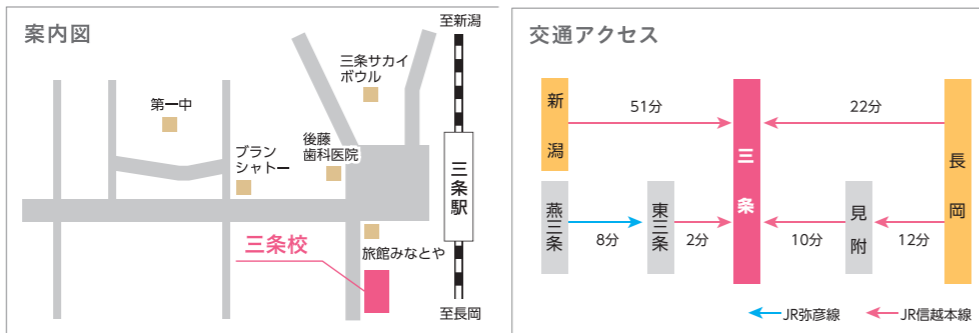 案内図
至新潟
三条サカイ
ボウル
第一中
後藤
歯科医院
ブラン
シャトー
三条駅
三条校
旅館みなとや
至長岡
交通アクセス
新潟
51分
三条
22分
長岡
燕三条
8分
東三条
2分
10分
見附
12分
JR弥彦線
JR信越本線